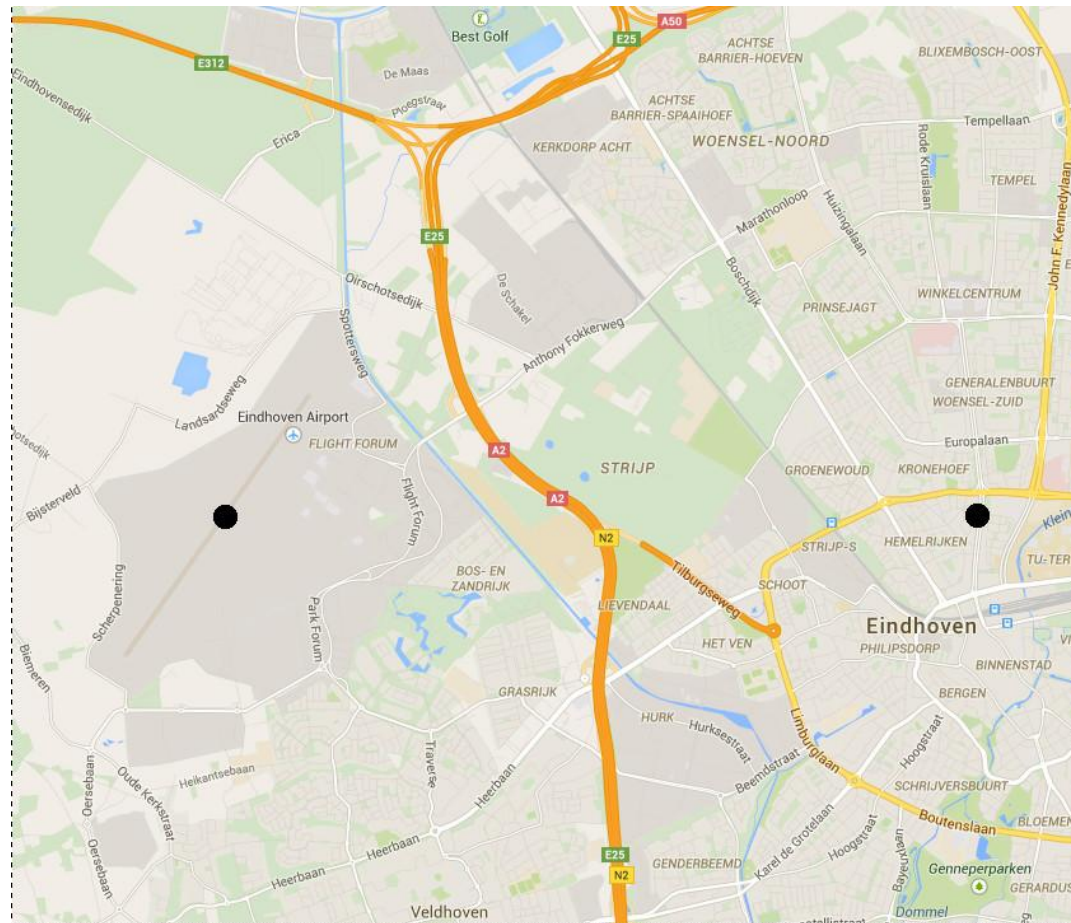 Best Golf
A50
E25
ACHTSE
BARRIER-HOEVEN
BLIXEMBOSCH-OOST
E312
De Maas
Eindhovensedijk
Ploegstraat
ACHTSE
BARRIER-SPAAIHOEF
Tempellaan
Erica
KERKDORP ACHT
WOENSEL-NOORD
Rode Kruislaan
TEMPEL
Marathonloop
Huizingalaan
John F. Kennedylaan
E25
Boschdijk
Oirschotsedijk
De Schakel
WINKELCENTRUM
PRINSEJAGT
Spottersweg
Anthony Fokkerweg
GENERALENBUURT
WOENSEL-ZUID
Landsardseweg
Eindhoven Airport
FLIGHT FORUM
A2
Europalaan
STRIJP
GROENEWOUD
KRONEHOEF
Flight Forum
A2
Bijsterveld
N2
STRIJP-S
HEMELRIJKEN
Klein
TU-TER
BOS- EN
ZANDRIJK
Tilburgseweg
SCHOOT
Scherpenering
LIEVENDAAL
Park Forum
Eindhoven
HET VEN
PHILIPSDORP
BINNENSTAD
Biemeren
GRASRIJK
BERGEN
HURK
Hurksestraat
Limburglaan
Hoogstraat
Traverse
Beemdstraat
Heikantsebaan
Heerbaan
SCHRIJVERSBUURT
Oersebaan
Oude Kerkstraat
Boutenslaan
BLOEMEN
Heerbaan
Karel de Grotelaan
Hoogstraat
Oersebaan
E25
GENDERBEEMD
Bayeurlaan
Genneperparken
Heerbaan
N2
GERARDUS
Veldhoven
Dommel